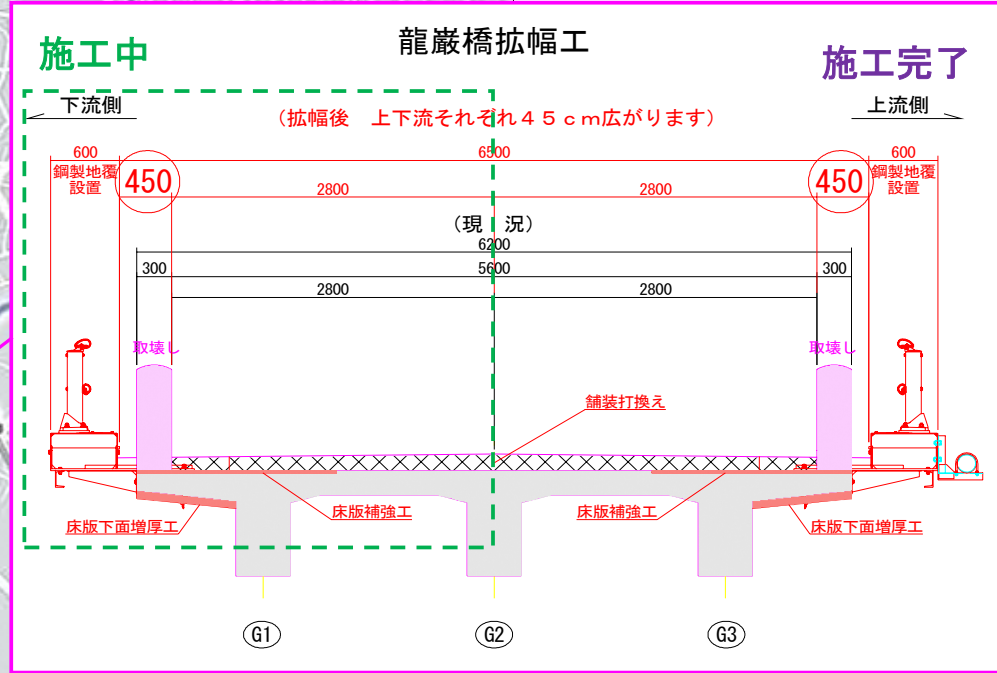 龍巌橋拡幅工
施工中
施工完了
下流側
上流側
（拡幅後　上下流それぞれ４５ｃｍ広がります）
600
6500
600
鋼製地覆
設置
450
2800
2800
450
鋼製地覆
設置
（現　況）
6200
300
5600
300
2800
2800
取壊し
取壊し
舗装打換え
床版補強工
床版補強工
床版下面増厚工
床版下面増厚工
G1
G2
G3